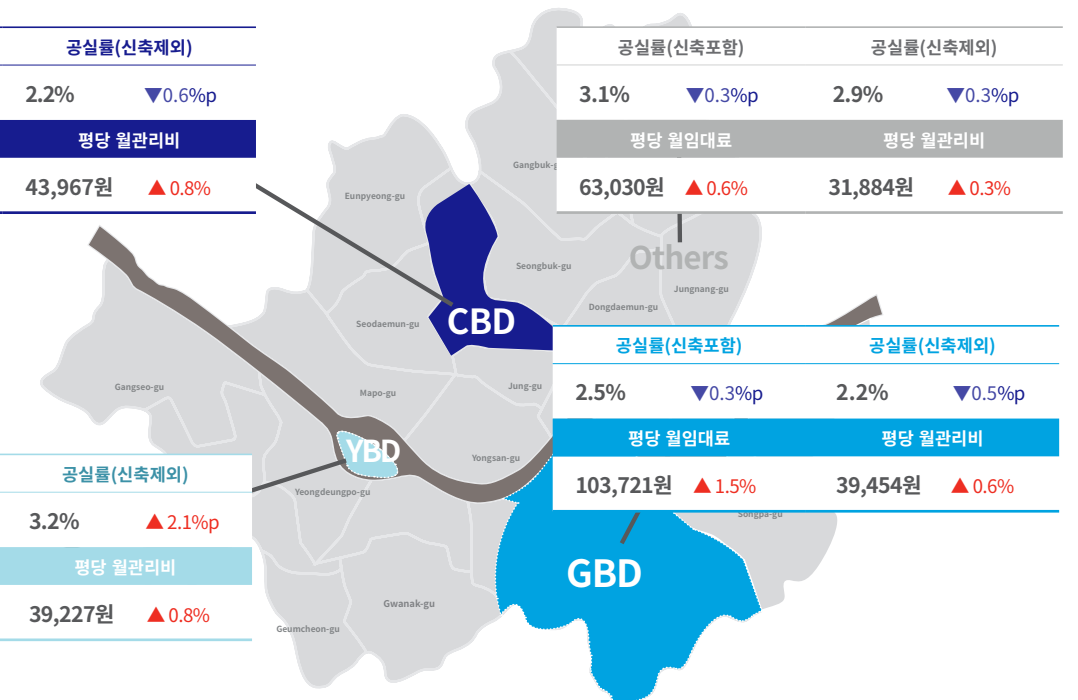 공실률(신축제외)
2.2% ▼0.6%p
평당 월관리비
43,967원 ▲0.8%
공실률(신축포함) 공실률(신축제외)
3.1% ▼0.3%p 2.9% ▼0.3%p
평당 월임대료 평당 월관리비
63,030원 ▲0.6% 31,884원 ▲0.3%
Eunpyeong-gu
Others
Seongbuk-gu
Jungnang-gu
Dongdaemun-gu
CBD
Seodaemun-gu
Gangseo-gu
Mapo-gu
Jung-gu
공실률(신축포함) 공실률(신축제외)
2.5% ▼0.3%p 2.2% ▼0.5%p
평당 월임대료 평당 월관리비
103,721원 ▲1.5% 39,454원 ▲0.6%
YBD
Yongsan-gu
Yeongdeungpo-gu
공실률(신축제외)
3.2% ▲2.1%p
평당 월관리비
39,227원 ▲0.8%
Songpa-gu
GBD
Gwanak-gu
Geumcheon-gu